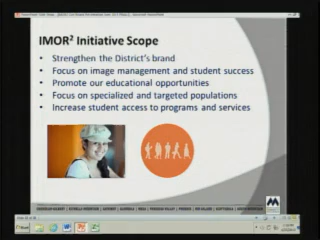 IMOR² Initiative Scope
• Strengthen the District's brand
• Focus on image management and student success
• Promote our educational opportunities
• Focus on specialized and targeted populations
• Increase student access to programs and services